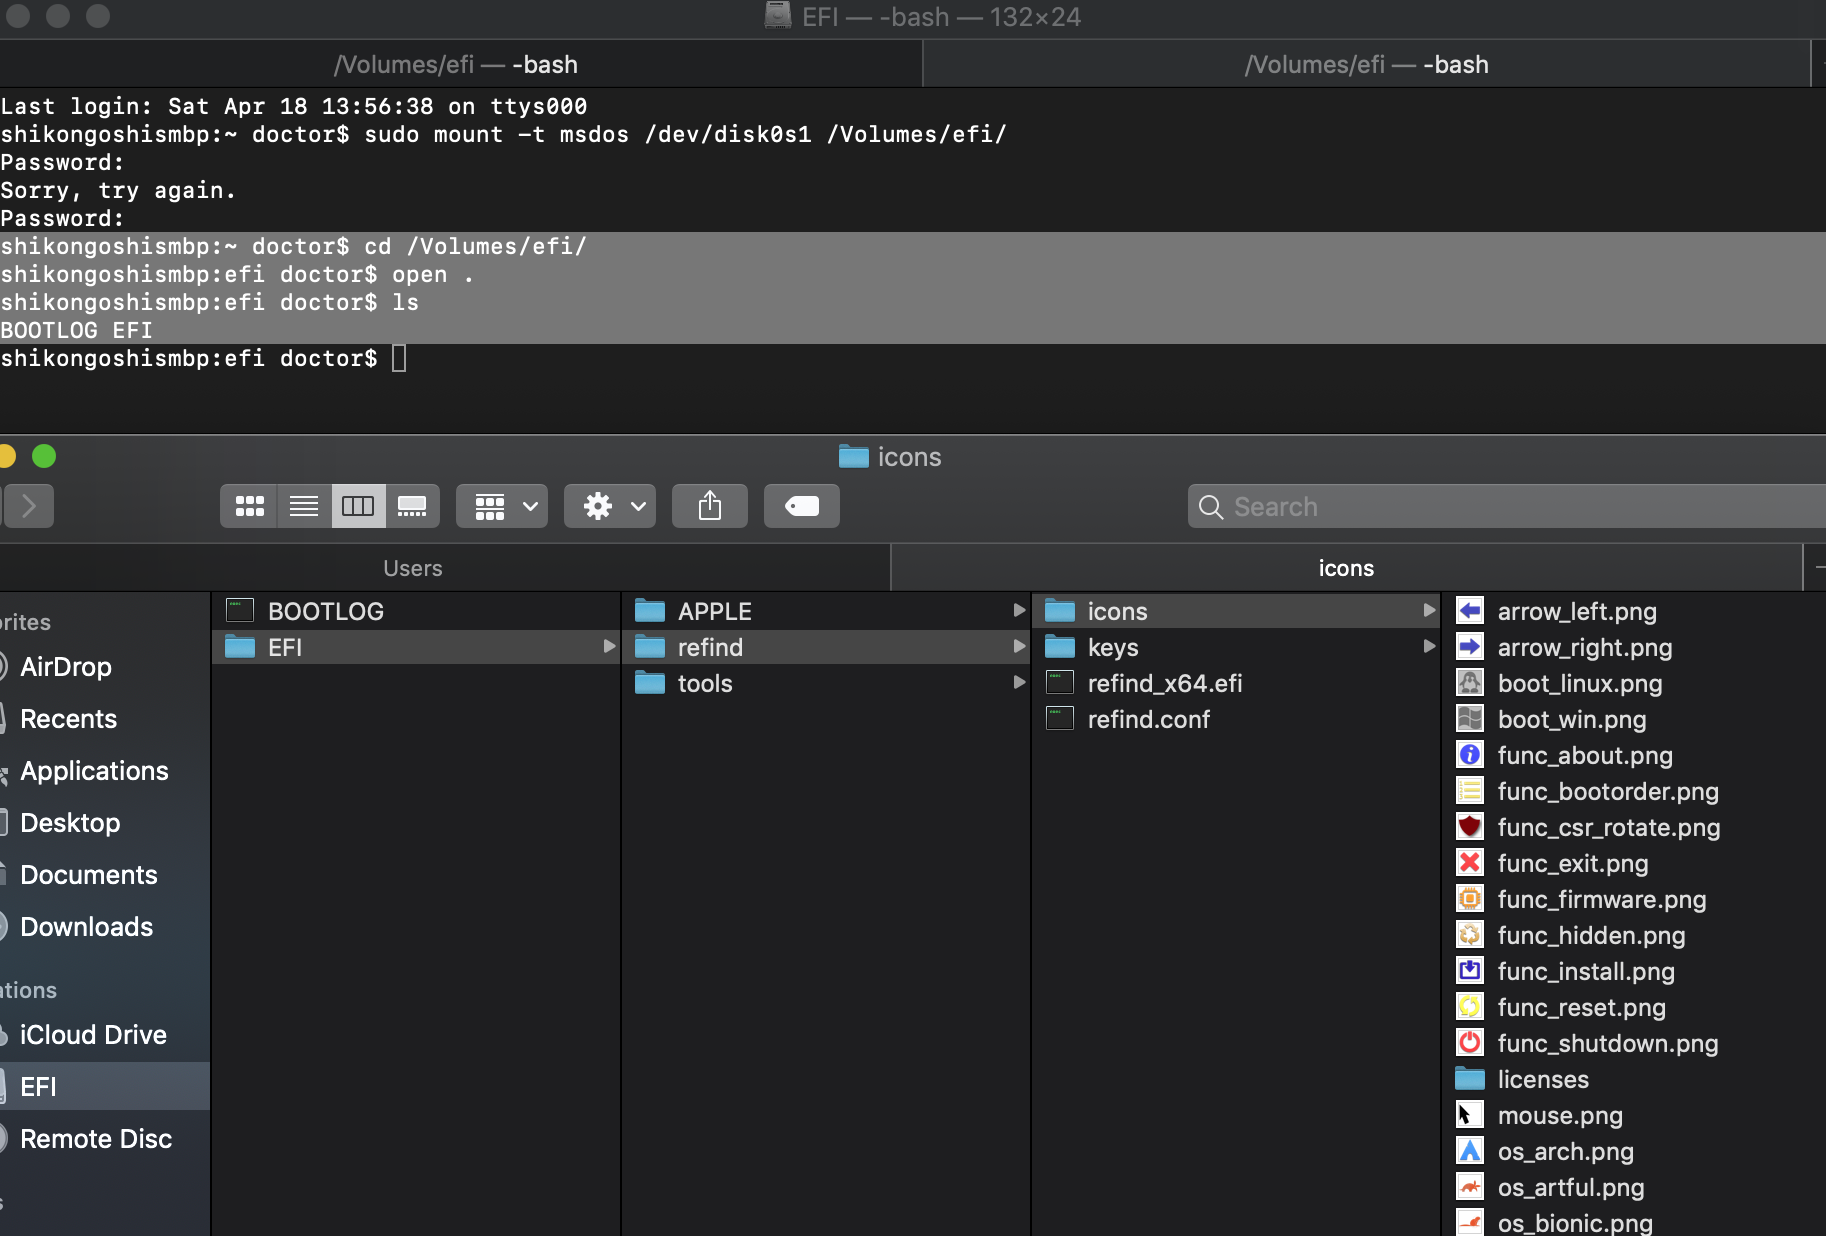 EFI — -bash — 132×24
/Volumes/efi — -bash
/Volumes/efi — -bash
Last login: Sat Apr 18 13:56:38 on ttys000
shikongoshismbp:~ doctor$ sudo mount -t msdos /dev/disk0s1 /Volumes/efi/
Password:
Sorry, try again.
Password:
shikongoshismbp:~ doctor$ cd /Volumes/efi/
shikongoshismbp:efi doctor$ open .
shikongoshismbp:efi doctor$ ls
BOOTLOG EFI
shikongoshismbp:efi doctor$
icons
Search
Users
icons
rites
AirDrop
Recents
Applications
Desktop
Documents
Downloads
ations
iCloud Drive
EFI
Remote Disc
s
BOOTLOG
EFI
APPLE
refind
tools
icons
keys
refind_x64.efi
refind.conf
arrow_left.png
arrow_right.png
boot_linux.png
boot_win.png
func_about.png
func_bootorder.png
func_csr_rotate.png
func_exit.png
func_firmware.png
func_hidden.png
func_install.png
func_reset.png
func_shutdown.png
licenses
mouse.png
os_arch.png
os_artful.png
os_bionic.png